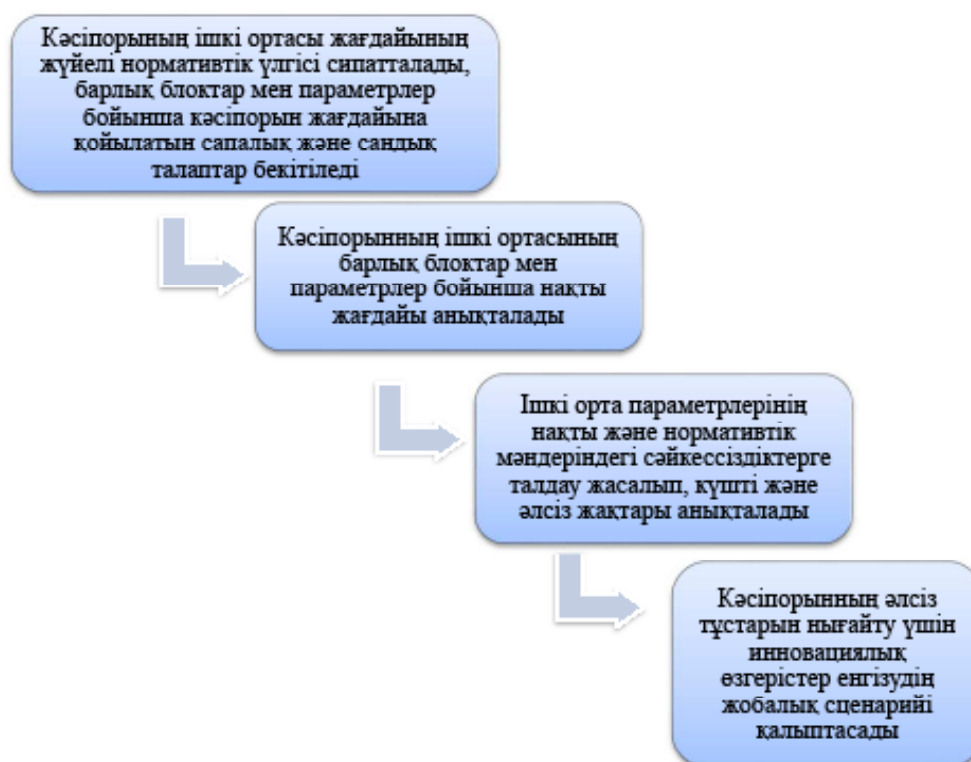 Кәсіпорының ішкі ортасы жағдайының
жүйелі нормативтік үлгісі сипатталады,
барлық блоктар мен параметрлер
бойынша кәсіпорын жағдайына
қойылатын сапалық және сандық
талаптар бекітіледі
Кәсіпорынның ішкі ортасының
барлық блоктар мен
параметрлер бойынша нақты
жағдайы анықталады
Ішкі орта параметрлерінің
нақты және нормативтік
мәндеріндегі сәйкессіздіктерге
талдау жасалып, күшті және
әлсіз жақтары анықталады
Кәсіпорынның әлсіз
тұстарын нығайту үшін
инновациялық
өзгерістер енгізудің
жобалық сценарийі
қалыптасады